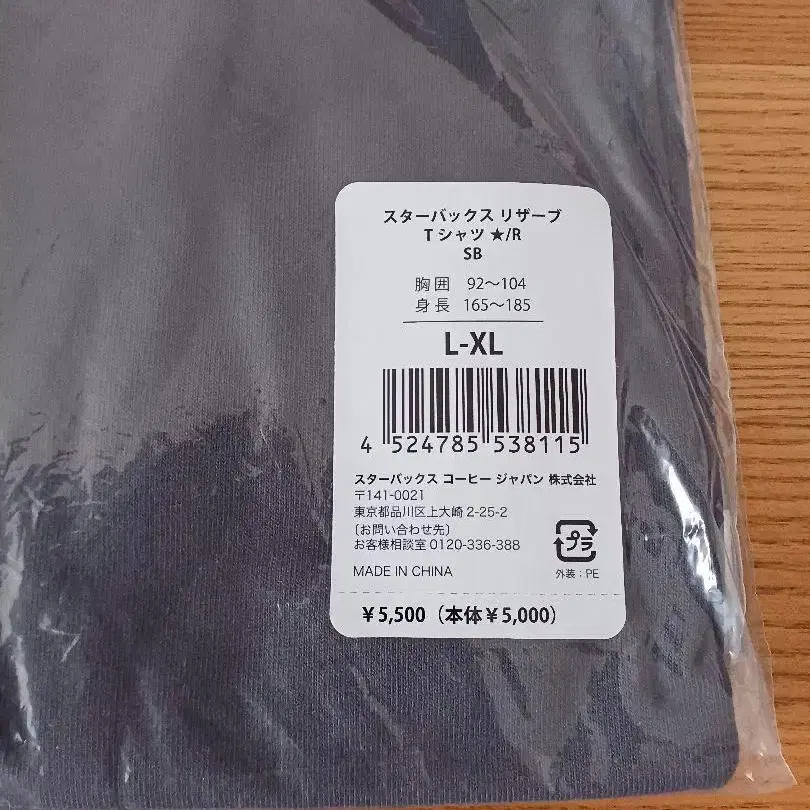 スターバックス リザーブ
T シャツ ★/R
SB
胸囲 92～104
身長 165～185
L-XL
4 524785 538115
スターバックス コーヒー ジャパン 株式会社
〒141-0021
東京都品川区上大崎 2-25-2
〔お問い合わせ先〕
お客様相談室 0120-336-388
プラ
MADE IN CHINA
外装：PE
￥5,500（本体￥5,000）